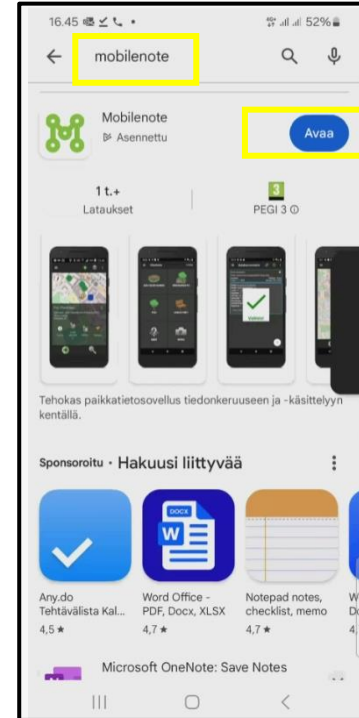 16.45 52%
mobilenote
Mobilenote
Asennettu
Avaa
1 t.+
Lataukset
3
PEGI 3
Tehokas paikkatietosovellus tiedonkeruuseen ja -käsittelyyn
kentällä.
Sponsoroitu · Hakuusi liittyvää
DOCX
W
Any.do
Tehtävälista Kal...
4,5 ★
Word Office -
PDF, Docx, XLSX
4,7 ★
Notepad notes,
checklist, memo
4,7 ★
Microsoft OneNote: Save Notes